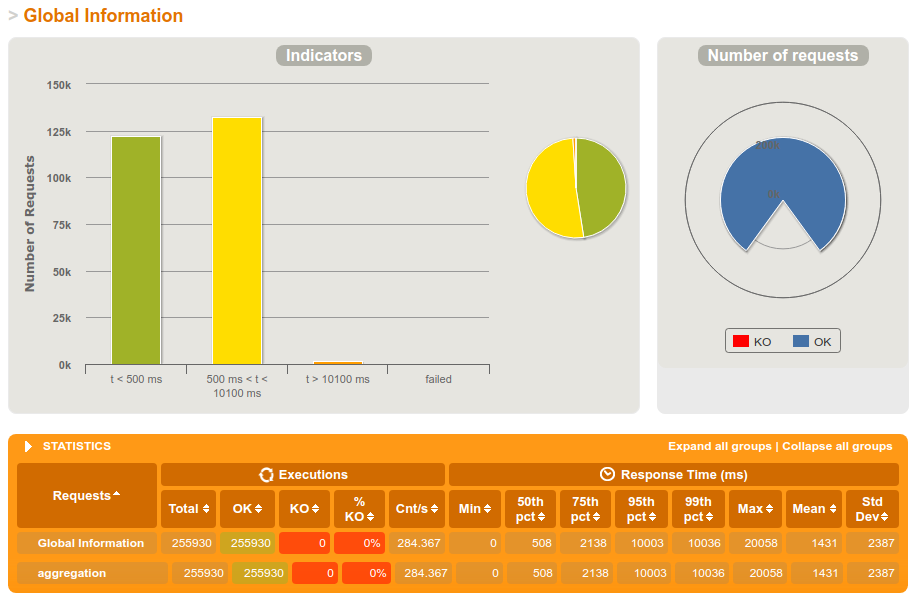 > Global Information
Indicators
Number of Requests
150k
125k
100k
75k
50k
25k
0k
t < 500 ms
500 ms < t <
10100 ms
t > 10100 ms
failed
Number of requests
0k
KO
OK
STATISTICS
Expand all groups | Collapse all groups
Requests
Executions
Response Time (ms)
Total
OK
KO
%
KO
Cnt/s
Min
50th
pct
75th
pct
95th
pct
99th
pct
Max
Mean
Std
Dev
Global Information 255930 255930 0 0% 284.367 0 508 2138 10003 10036 20058 1431 2387
aggregation 255930 255930 0 0% 284.367 0 508 2138 10003 10036 20058 1431 2387